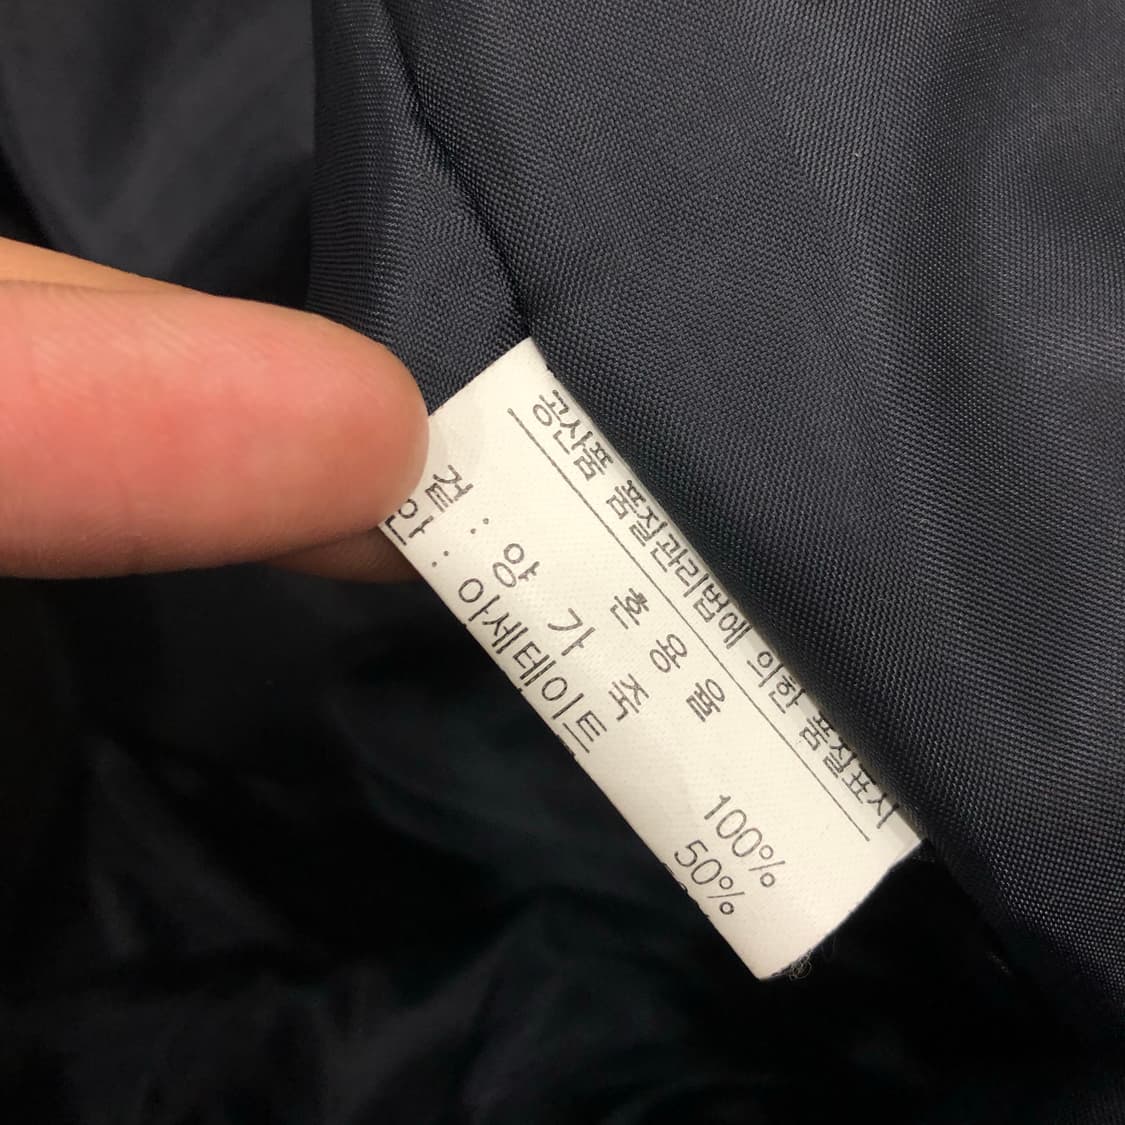 공산품 품질관리법에 의한 품질표시
혼 용 율
겉 : 양 가 죽 100%
안 : 아세테이트 50%